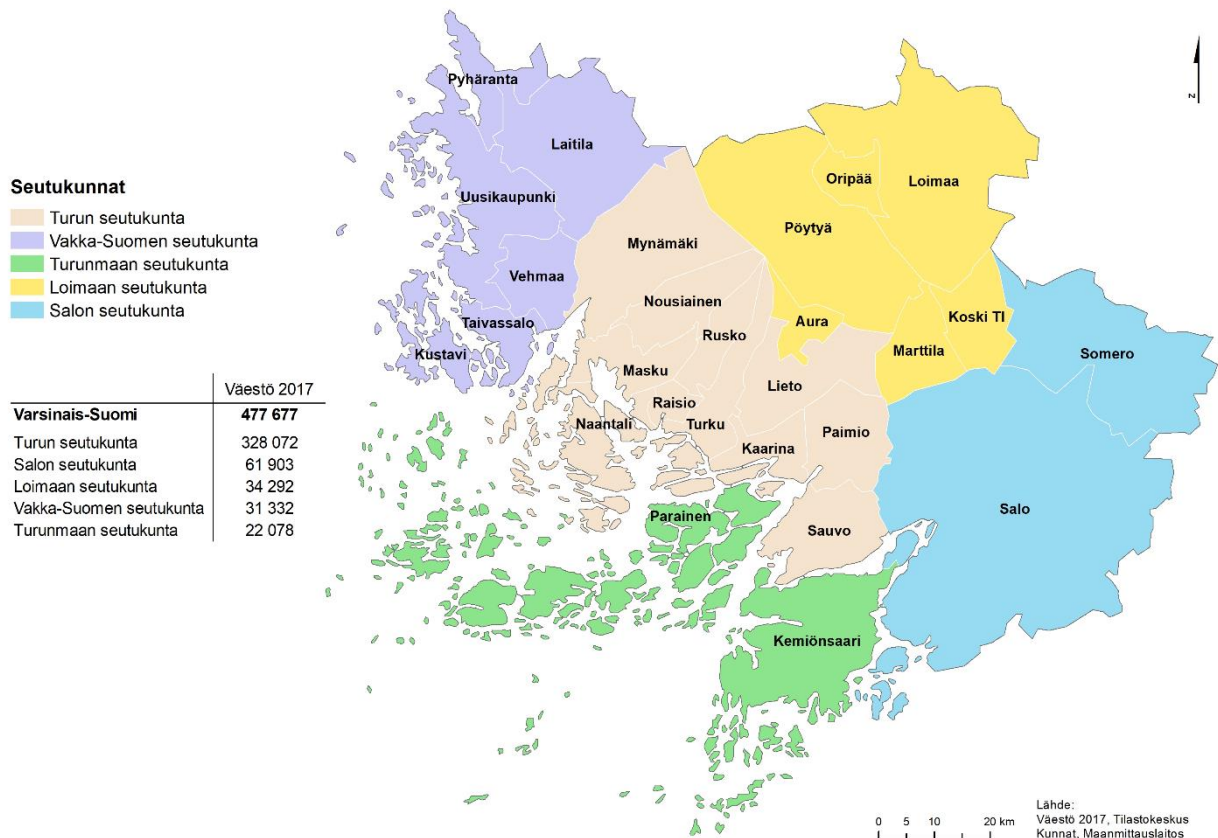 Seutukunnat
Turun seutukunta
Vakka-Suomen seutukunta
Turunmaan seutukunta
Loimaan seutukunta
Salon seutukunta
Väestö 2017
Varsinais-Suomi 477 677
Turun seutukunta 328 072
Salon seutukunta 61 903
Loimaan seutukunta 34 292
Vakka-Suomen seutukunta 31 332
Turunmaan seutukunta 22 078
Pyhäranta
Laitila
Uusikaupunki
Vehmaa
Taivassalo
Kustavi
Mynämäki
Nousiainen
Rusko
Masku
Raisio
Naantali
Turku
Lieto
Kaarina
Paimio
Sauvo
Oripää
Loimaa
Pöytyä
Aura
Marttila
Koski Tl
Somero
Salo
Parainen
Kemiönsaari
N
0 5 10 20 km
Lähde:
Väestö 2017, Tilastokeskus
Kunnat, Maanmittauslaitos